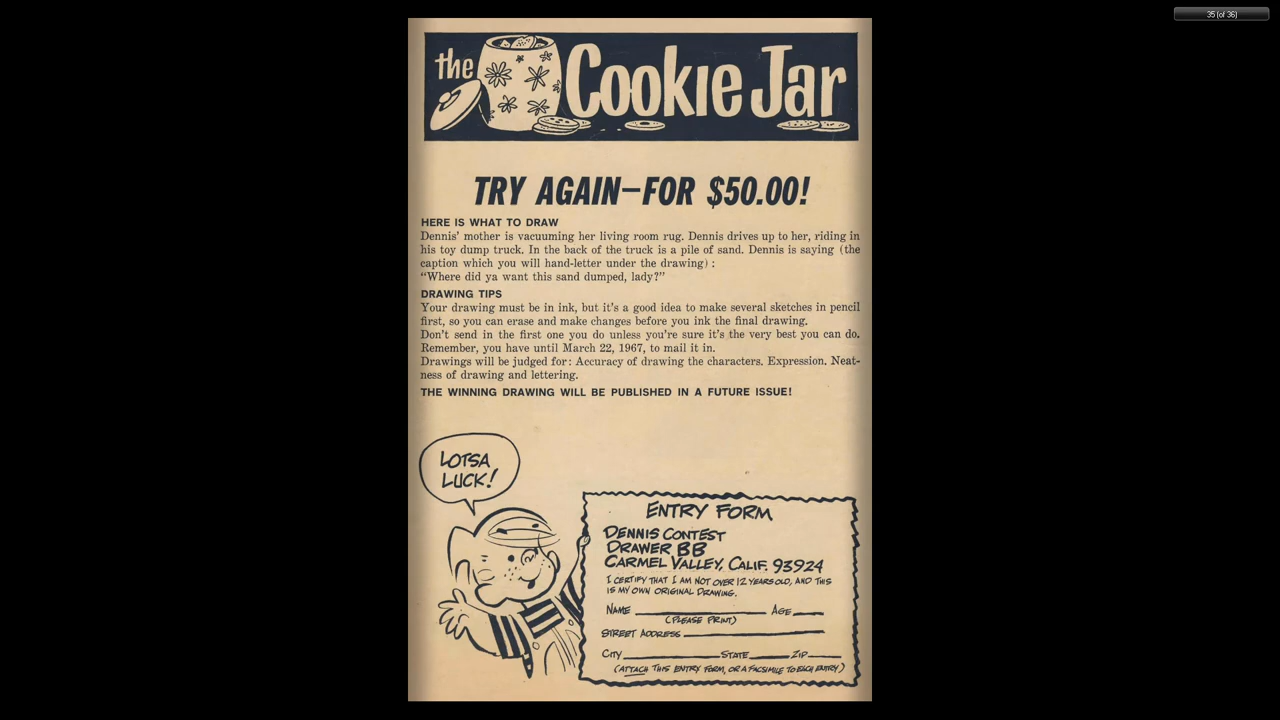 35 (of 36)
the Cookie Jar
TRY AGAIN—FOR $50.00!
HERE IS WHAT TO DRAW
Dennis' mother is vacuuming her living room rug. Dennis drives up to her, riding in
his toy dump truck. In the back of the truck is a pile of sand. Dennis is saying (the
caption which you will hand-letter under the drawing) :
"Where did ya want this sand dumped, lady?"
DRAWING TIPS
Your drawing must be in ink, but it's a good idea to make several sketches in pencil
first, so you can erase and make changes before you ink the final drawing.
Don't send in the first one you do unless you're sure it's the very best you can do.
Remember, you have until March 22, 1967, to mail it in.
Drawings will be judged for: Accuracy of drawing the characters. Expression. Neat-
ness of drawing and lettering.
THE WINNING DRAWING WILL BE PUBLISHED IN A FUTURE ISSUE!
LOTSA
LUCK!
ENTRY FORM
DENNIS CONTEST
DRAWER BB
CARMEL VALLEY, CALIF. 93924
I CERTIFY THAT I AM NOT OVER 12 YEARS OLD, AND THIS
IS MY OWN ORIGINAL DRAWING.
NAME AGE
(PLEASE PRINT)
STREET ADDRESS
CITY STATE ZIP
(ATTACH THIS ENTRY FORM, OR A FACSIMILE TO EACH ENTRY)